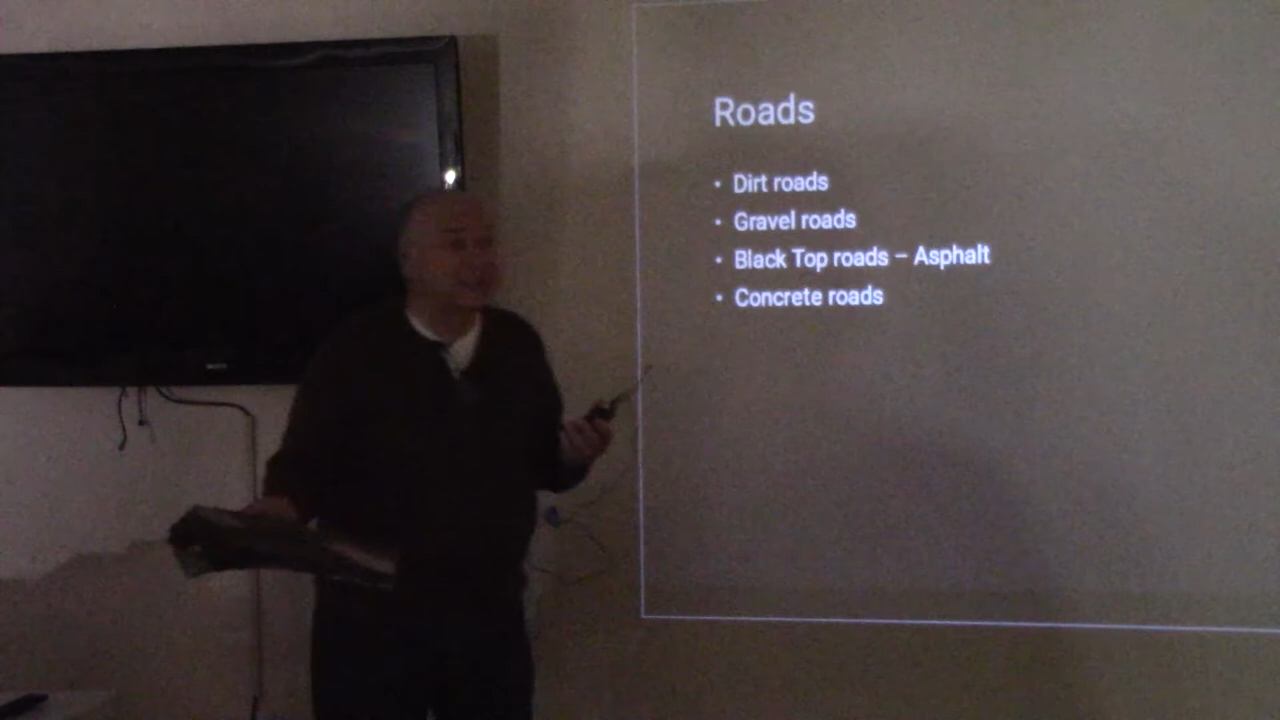 Roads
• Dirt roads
• Gravel roads
• Black Top roads – Asphalt
• Concrete roads